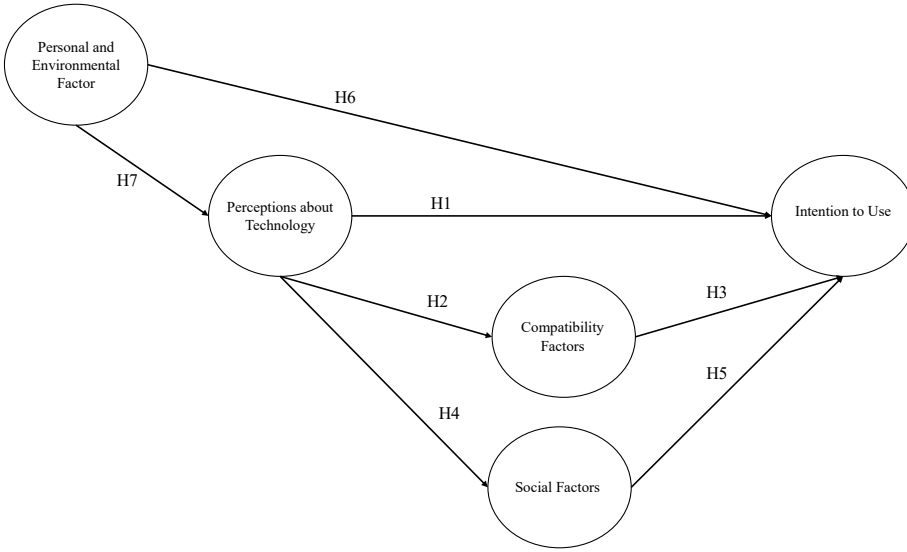 Personal and
Environmental
Factor
H6
H7
Perceptions about
Technology
H1
Intention to Use
H2
H3
Compatibility
Factors
H5
H4
Social Factors